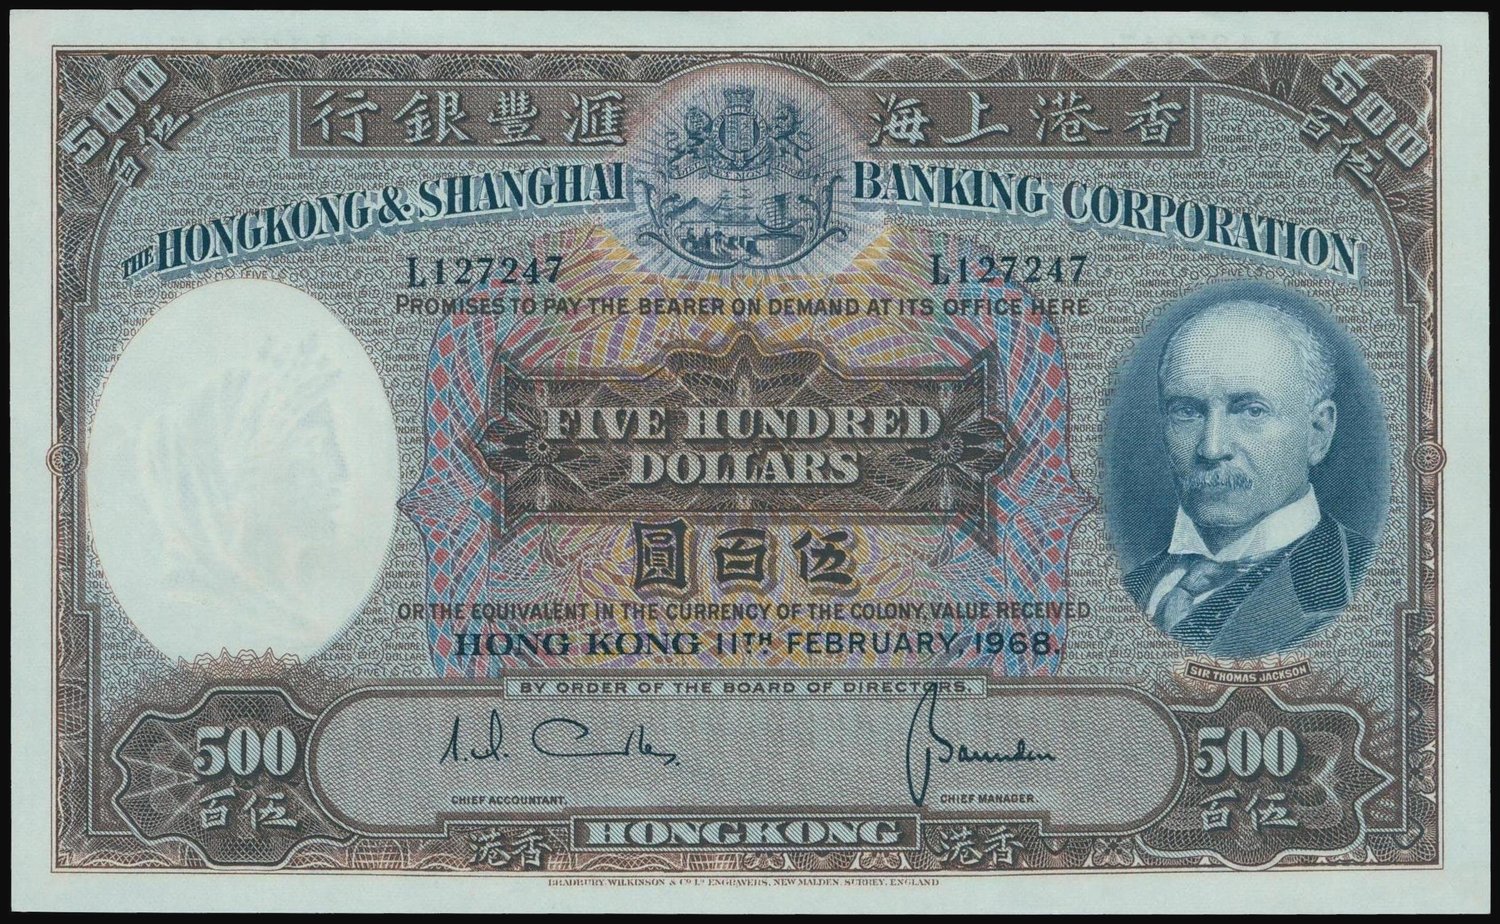 500
百伍
行銀豐滙 海上港香
500
百伍
THE HONGKONG & SHANGHAI BANKING CORPORATION
L127247 L127247
PROMISES TO PAY THE BEARER ON DEMAND AT ITS OFFICE HERE
FIVE HUNDRED
DOLLARS
圓百伍
OR THE EQUIVALENT IN THE CURRENCY OF THE COLONY, VALUE RECEIVED
HONG KONG 11TH FEBRUARY, 1968.
SIR THOMAS JACKSON
BY ORDER OF THE BOARD OF DIRECTORS,
500
百伍
CHIEF ACCOUNTANT. CHIEF MANAGER.
500
百伍
港香 HONGKONG 港香
BRADBURY, WILKINSON & Co. Ld. ENGRAVERS, NEW MALDEN, SURREY, ENGLAND